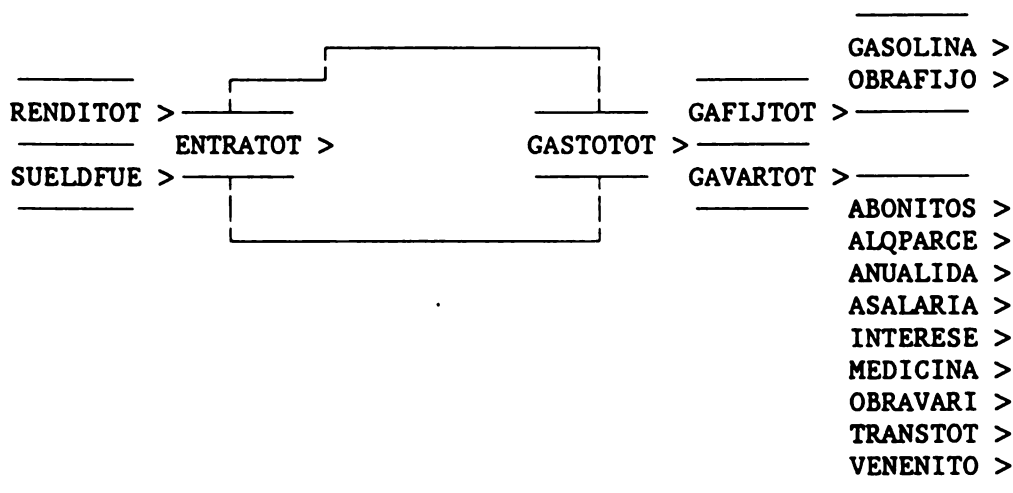 GASOLINA >
OBRAFIJO >
RENDITOT > GAFIJTOT >
ENTRATOT > GASTOTOT >
SUELDFUE > GAVARTOT >
ABONITOS >
ALQPARCE >
ANUALIDA >
ASALARIA >
INTERESE >
MEDICINA >
OBRAVARI >
TRANSTOT >
VENENITO >